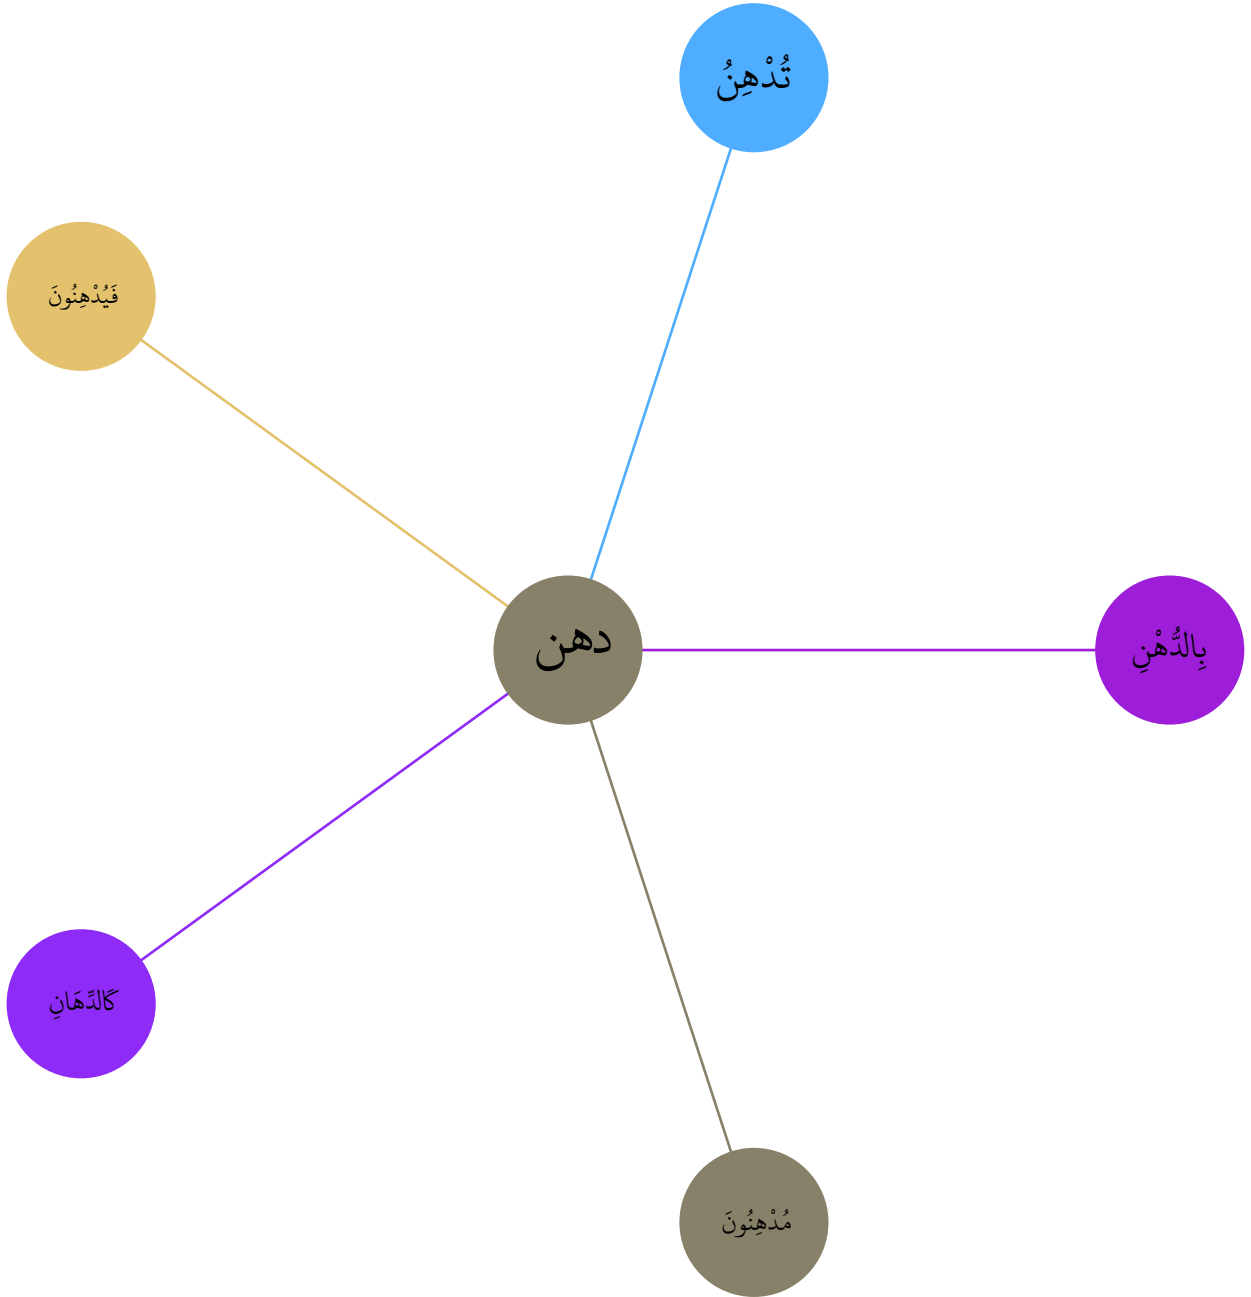 تُدْهِنُ
فَيُدْهِنُونَ
دهن
بِالدُّهْنِ
كَالدِّهَانِ
مُدْهِنُونَ